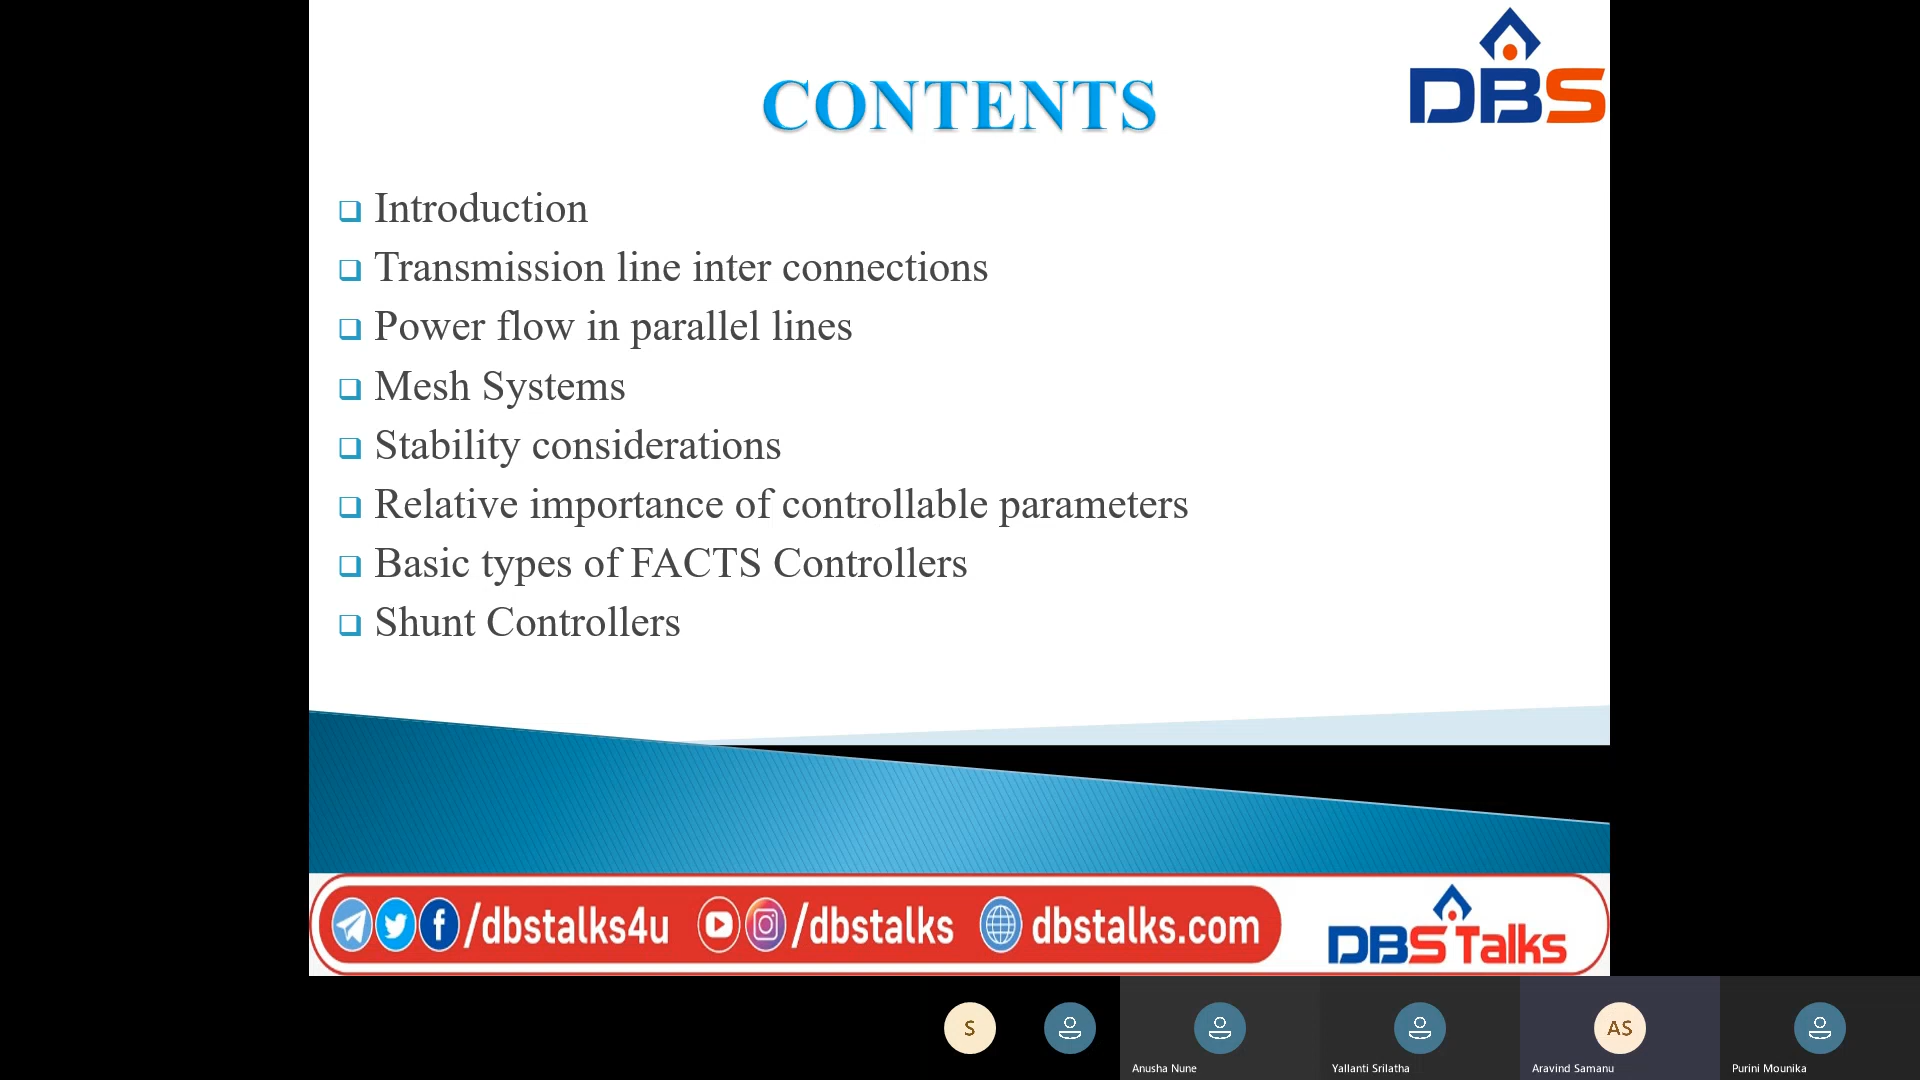 DBS
CONTENTS
Introduction
Transmission line inter connections
Power flow in parallel lines
Mesh Systems
Stability considerations
Relative importance of controllable parameters
Basic types of FACTS Controllers
Shunt Controllers
/dbstalks4u /dbstalks dbstalks.com DBS Talks
S AS
Anusha Nune Yallanti Srilatha Aravind Samanu Purini Mounika